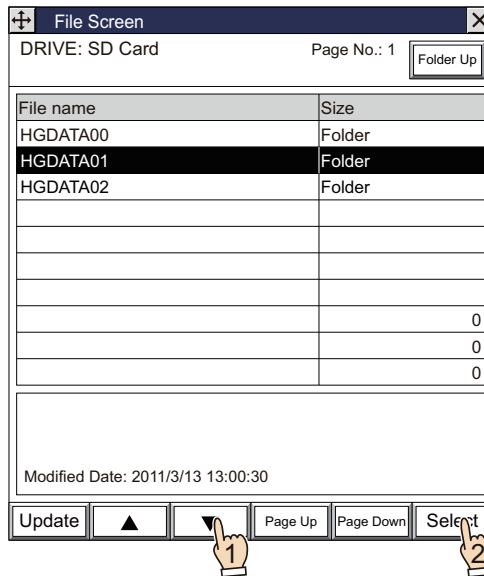 File Screen
DRIVE: SD Card Page No.: 1 Folder Up
File name Size
HGDATA00 Folder
HGDATA01 Folder
HGDATA02 Folder
0
0
0
Modified Date: 2011/3/13 13:00:30
Update ▲ ▼ Page Up Page Down Select
1 2